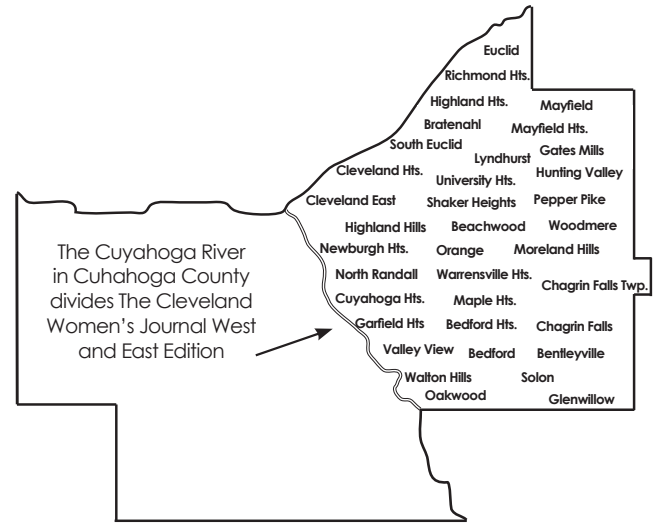 Euclid
Richmond Hts.
Highland Hts.
Mayfield
Bratenahl
Mayfield Hts.
South Euclid
Gates Mills
Lyndhurst
Cleveland Hts.
Hunting Valley
University Hts.
Cleveland East
Shaker Heights
Pepper Pike
Highland Hills
Beachwood
Woodmere
Newburgh Hts.
Orange
Moreland Hills
North Randall
Warrensville Hts.
Chagrin Falls Twp.
Cuyahoga Hts.
Maple Hts.
Garfield Hts
Bedford Hts.
Chagrin Falls
Valley View
Bedford
Bentleyville
Walton Hills
Solon
Oakwood
Glenwillow
The Cuyahoga River
in Cuhahoga County
divides The Cleveland
Women's Journal West
and East Edition